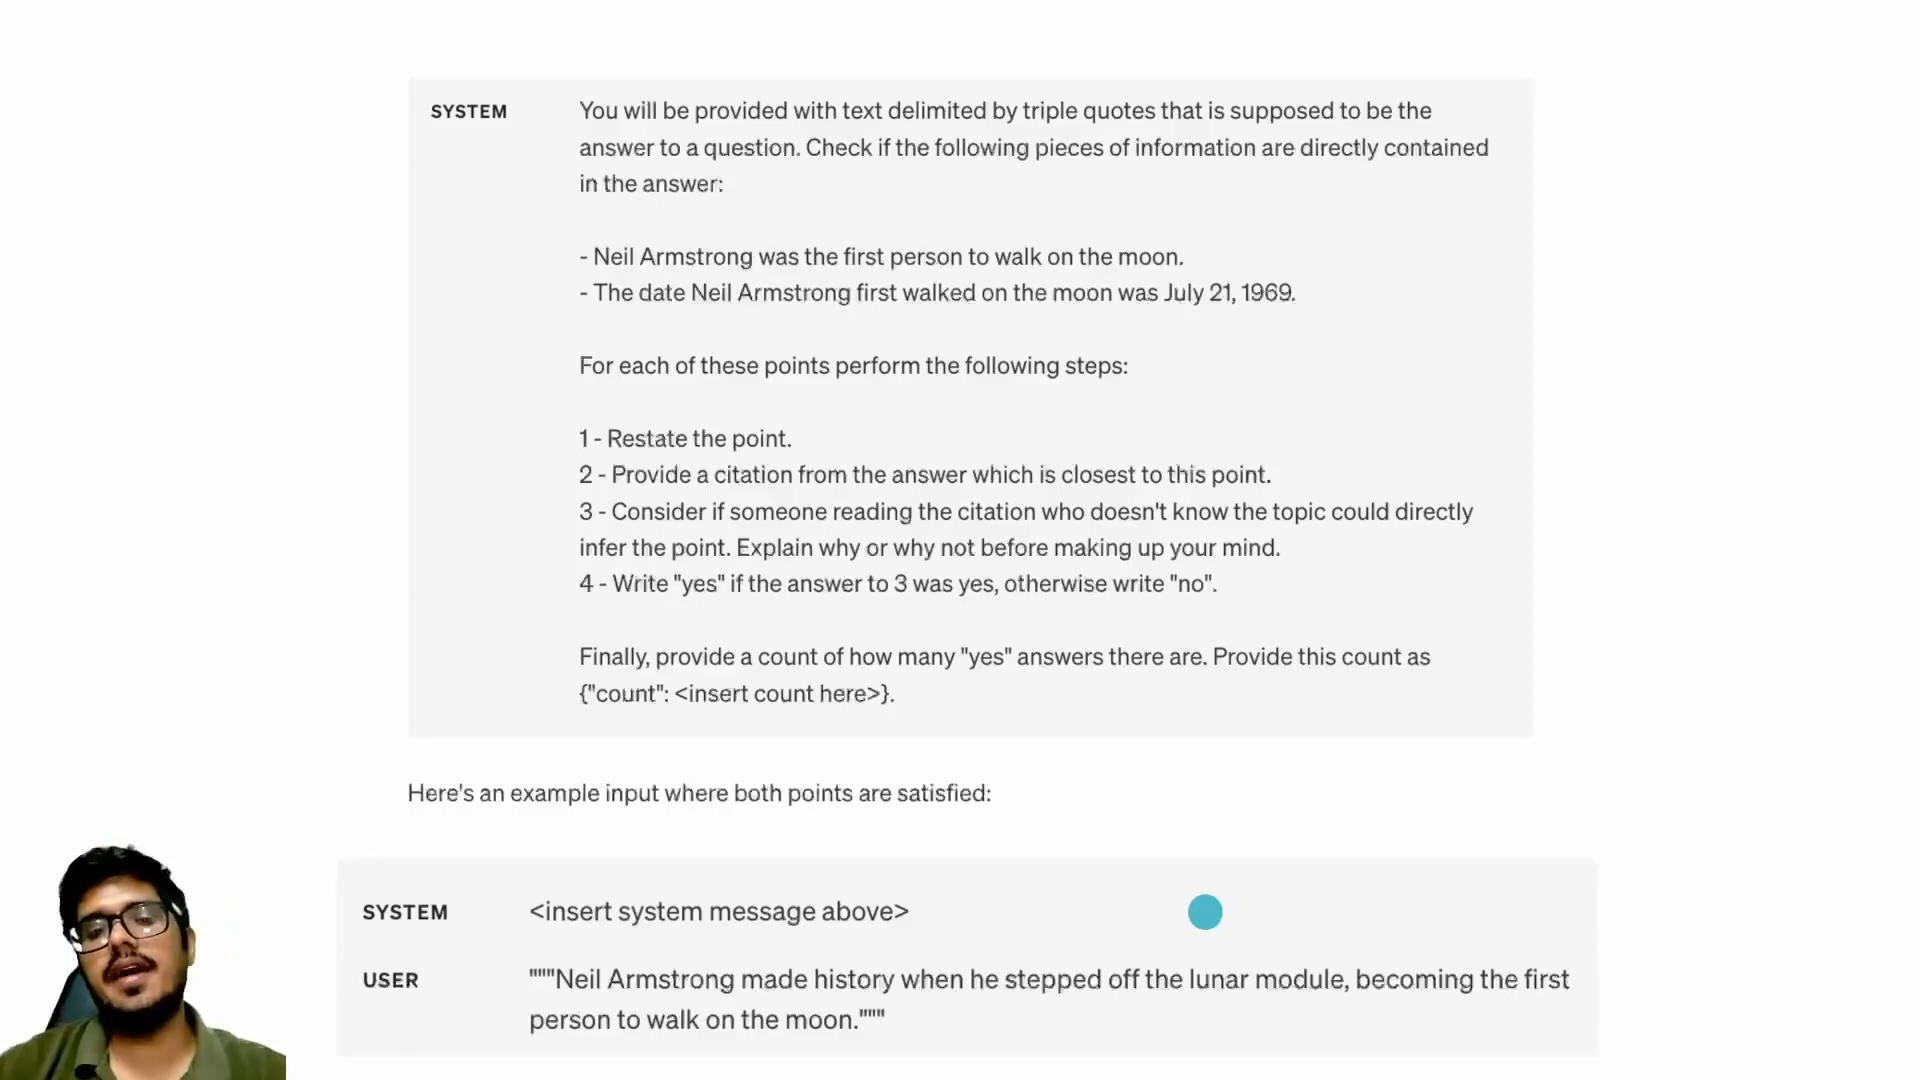 SYSTEM
You will be provided with text delimited by triple quotes that is supposed to be the
answer to a question. Check if the following pieces of information are directly contained
in the answer:
- Neil Armstrong was the first person to walk on the moon.
- The date Neil Armstrong first walked on the moon was July 21, 1969.
For each of these points perform the following steps:
1 - Restate the point.
2 - Provide a citation from the answer which is closest to this point.
3 - Consider if someone reading the citation who doesn't know the topic could directly
infer the point. Explain why or why not before making up your mind.
4 - Write "yes" if the answer to 3 was yes, otherwise write "no".
Finally, provide a count of how many "yes" answers there are. Provide this count as
{"count": <insert count here>}.
Here's an example input where both points are satisfied:
SYSTEM
<insert system message above>
USER
"""Neil Armstrong made history when he stepped off the lunar module, becoming the first
person to walk on the moon."""